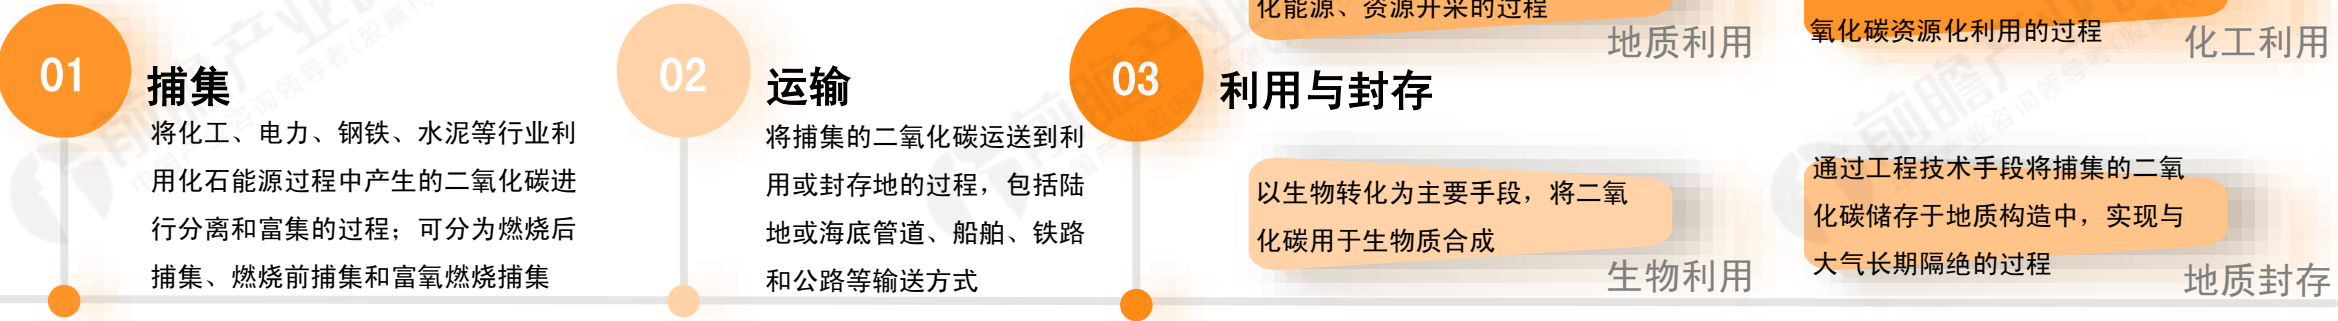 01
捕集
将化工、电力、钢铁、水泥等行业利
用化石能源过程中产生的二氧化碳进
行分离和富集的过程；可分为燃烧后
捕集、燃烧前捕集和富氧燃烧捕集
02
运输
将捕集的二氧化碳运送到利
用或封存地的过程，包括陆
地或海底管道、船舶、铁路
和公路等输送方式
03
利用与封存
化能源、资源开采的过程
地质利用
氧化碳资源化利用的过程
化工利用
以生物转化为主要手段，将二氧
化碳用于生物质合成
生物利用
通过工程技术手段将捕集的二氧
化碳储存于地质构造中，实现与
大气长期隔绝的过程
地质封存